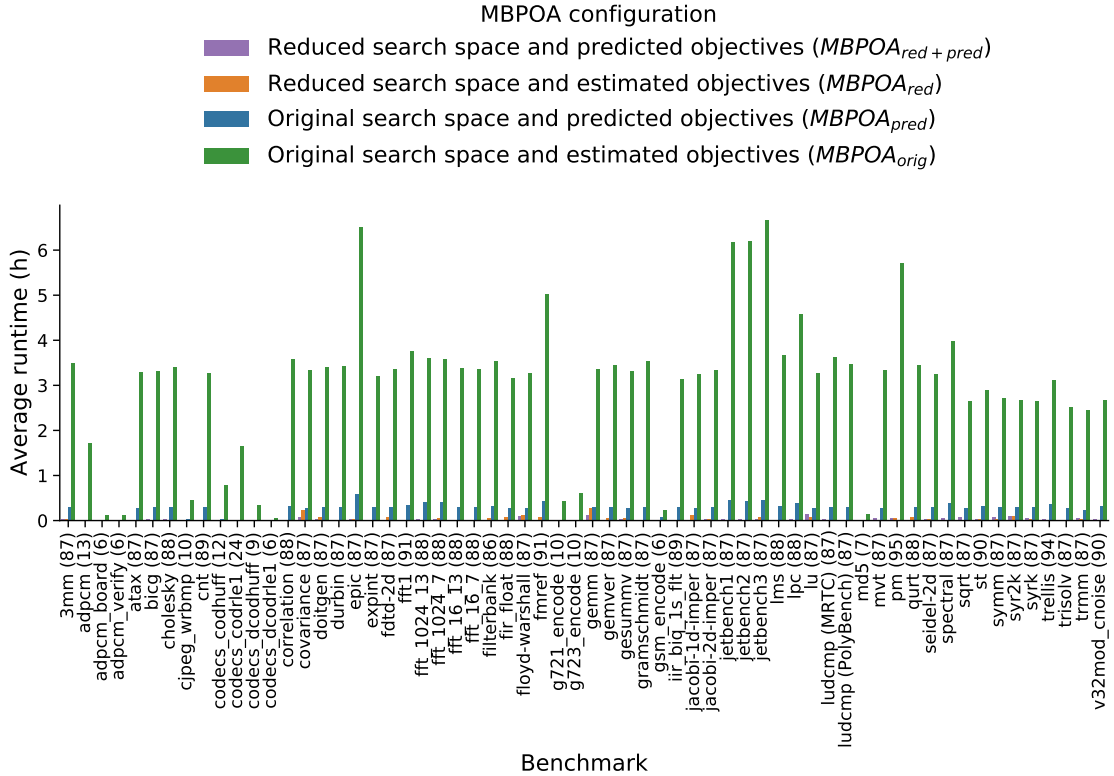 MBPOA configuration
Reduced search space and predicted objectives (MBPOA_red+pred)
Reduced search space and estimated objectives (MBPOA_red)
Original search space and predicted objectives (MBPOA_pred)
Original search space and estimated objectives (MBPOA_orig)
Average runtime (h)
6
5
4
3
2
1
0
3mm (87)
adpcm (13)
adpcm_board (6)
adpcm_verify (6)
atax (87)
bicg (87)
cholesky (88)
cjpeg_wrbmp (10)
cnt (89)
codecs_codhuff (12)
codecs_codrle1 (24)
codecs_dcodhuff (9)
codecs_dcodrle1 (6)
correlation (88)
covariance (87)
doitgen (87)
durbin (87)
epic (87)
expint (87)
fdtd-2d (87)
fft1 (91)
fft_1024_13 (88)
fft_1024_7 (88)
fft_16_13 (88)
fft_16_7 (88)
filterbank (86)
fir_float (88)
floyd-warshall (87)
fmref (91)
g721_encode (10)
g723_encode (10)
gemm (87)
gemver (87)
gesummv (87)
gramschmidt (87)
gsm_encode (6)
iir_biq_1s_flt (89)
jacobi-1d-imper (87)
jacobi-2d-imper (87)
jetbench1 (87)
jetbench2 (87)
jetbench3 (87)
lms (88)
lpc (88)
lu (87)
ludcmp (MRTC) (87)
ludcmp (PolyBench) (87)
md5 (7)
mvt (87)
pm (95)
qurt (88)
seidel-2d (87)
spectral (87)
sqrt (87)
st (90)
symm (87)
syr2k (87)
syrk (87)
trellis (94)
trisolv (87)
trmm (87)
v32mod_cnoise (90)
Benchmark